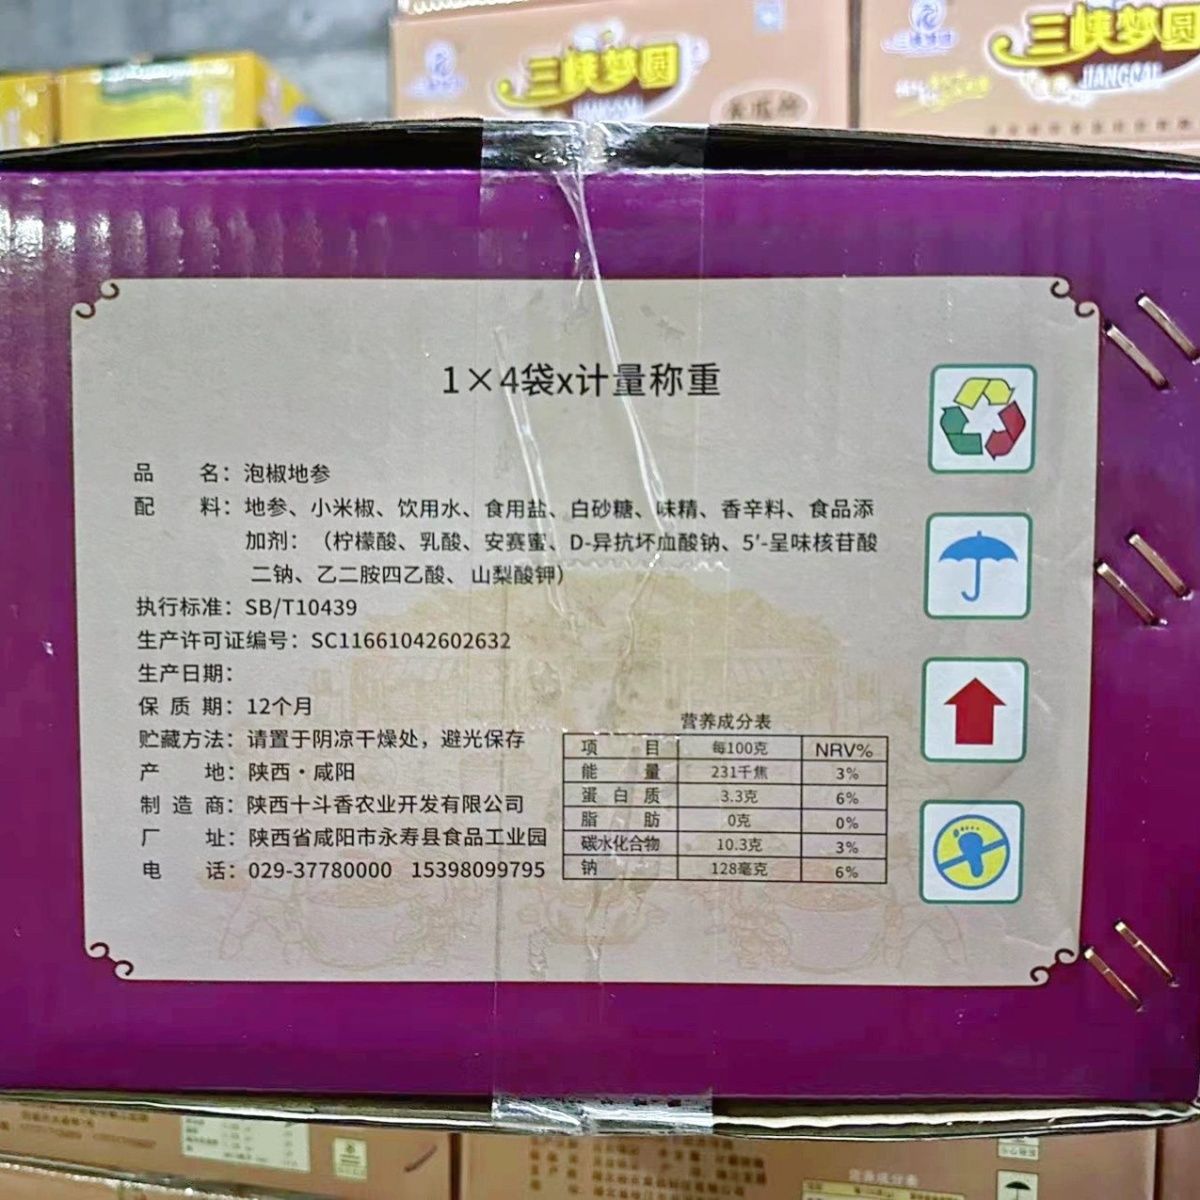 三峡梦圆
三峡梦圆
JIANGCAI
1×4袋x计量称重
品 名：泡椒地参
配 料：地参、小米椒、饮用水、食用盐、白砂糖、味精、香辛料、食品添
加剂：（柠檬酸、乳酸、安赛蜜、D-异抗坏血酸钠、5′-呈味核苷酸
二钠、乙二胺四乙酸、山梨酸钾）
执行标准：SB/T10439
生产许可证编号：SC11661042602632
生产日期：
保 质 期：12个月
贮藏方法：请置于阴凉干燥处，避光保存
产 地：陕西·咸阳
制 造 商：陕西十斗香农业开发有限公司
厂 址：陕西省咸阳市永寿县食品工业园
电 话：029-37780000 15398099795
营养成分表
项 目 每100克 NRV%
能 量 231千焦 3%
蛋 白 质 3.3克 6%
脂 肪 0克 0%
碳水化合物 10.3克 3%
钠 128毫克 6%